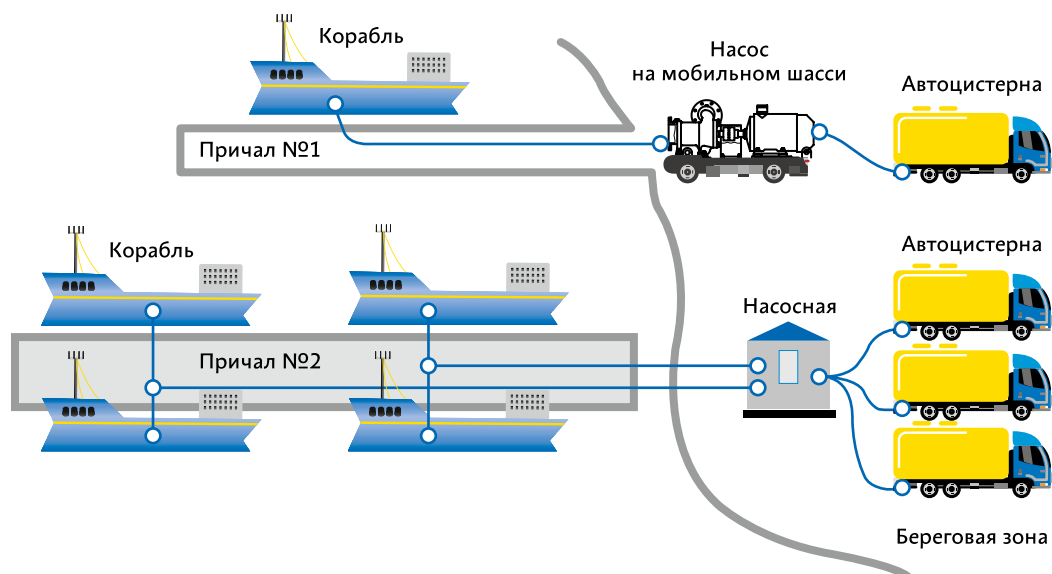 Корабль
Насос
на мобильном шасси
Автоцистерна
Причал №1
Корабль
Автоцистерна
Насосная
Причал №2
Береговая зона